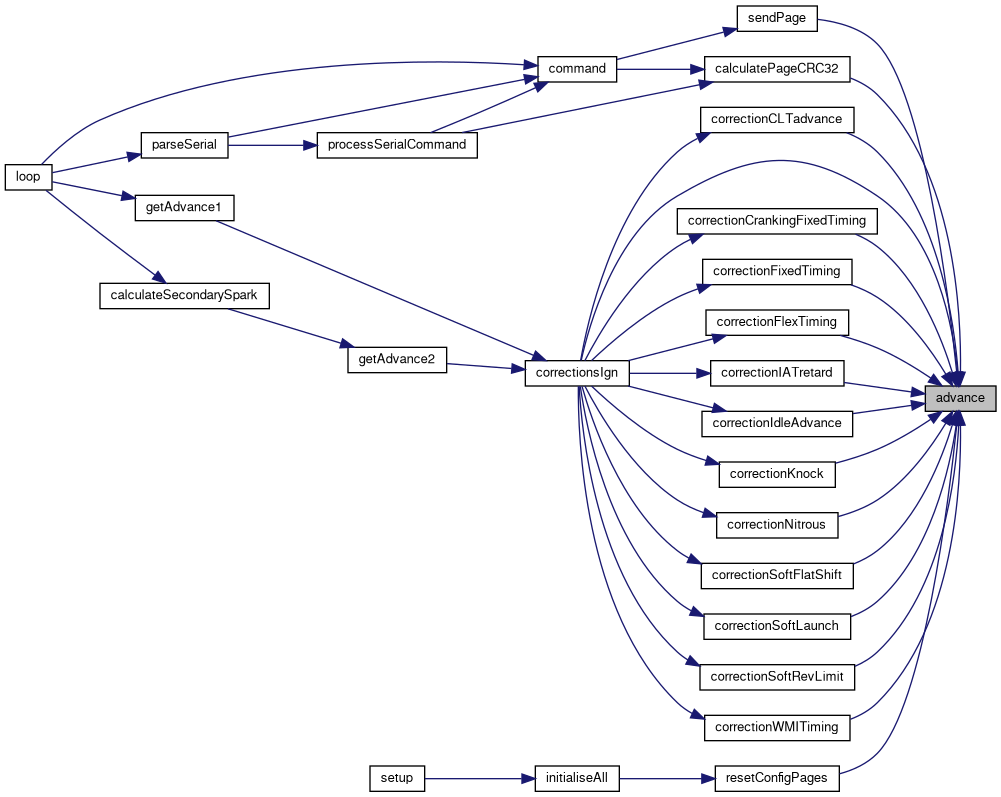 sendPage
command
calculatePageCRC32
correctionCLTadvance
parseSerial
processSerialCommand
loop
getAdvance1
correctionCrankingFixedTiming
correctionFixedTiming
calculateSecondarySpark
correctionFlexTiming
getAdvance2
correctionsIgn
correctionIATretard
advance
correctionIdleAdvance
correctionKnock
correctionNitrous
correctionSoftFlatShift
correctionSoftLaunch
correctionSoftRevLimit
correctionWMITiming
setup
initialiseAll
resetConfigPages